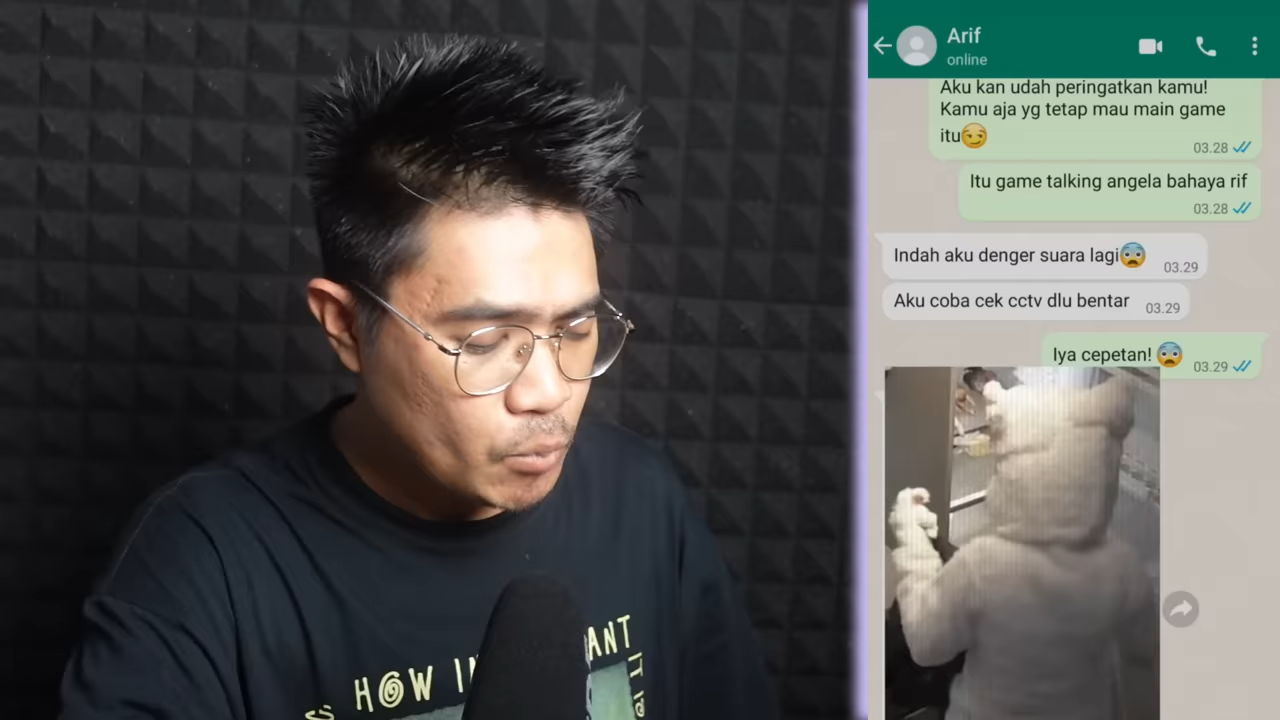 Arif
online
Aku kan udah peringatkan kamu!
Kamu aja yg tetap mau main game
itu😏
03.28
Itu game talking angela bahaya rif
03.28
Indah aku denger suara lagi😨
03.29
Aku coba cek cctv dlu bentar
03.29
Iya cepetan! 😨
03.29
HOW
ANT